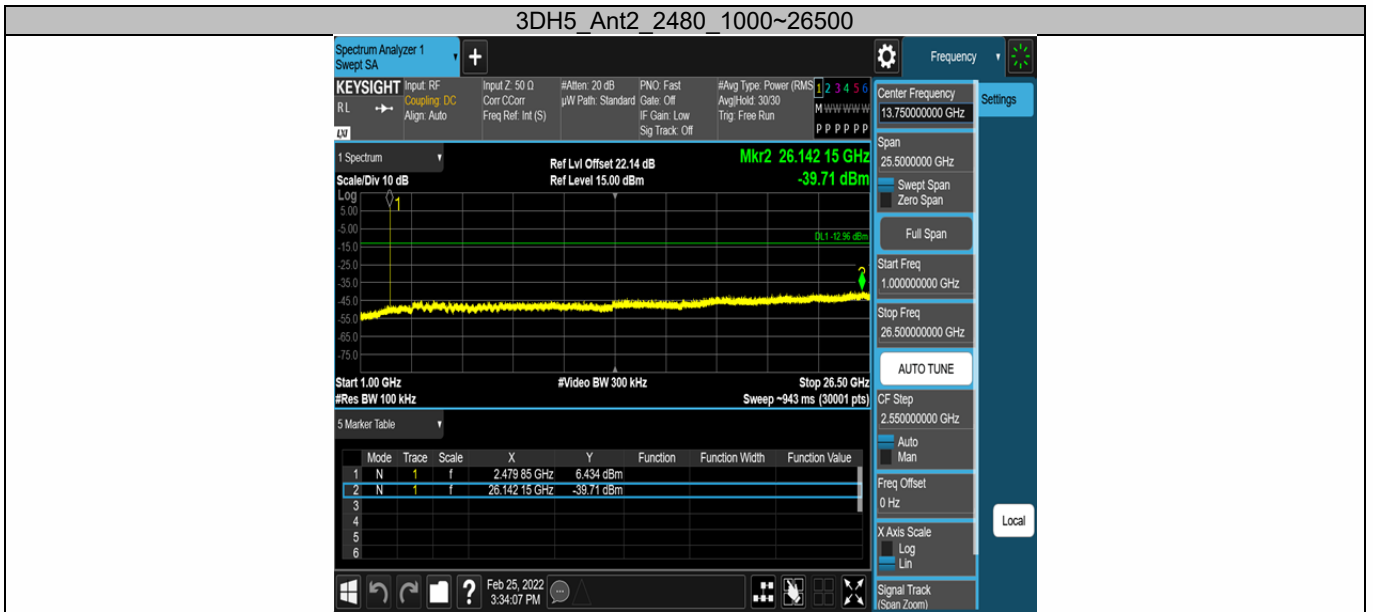 3DH5_Ant2_2480_1000~26500
Spectrum Analyzer 1
Swept SA
+
Frequency
KEYSIGHT
RL
LXI
Input: RF
Coupling: DC
Align: Auto
Input Z: 50 Ω
Corr CCorr
Freq Ref: Int (S)
#Atten: 20 dB
µW Path: Standard
PNO: Fast
Gate: Off
IF Gain: Low
Sig Track: Off
#Avg Type: Power (RMS
Avg|Hold: 30/30
Trig: Free Run
1 2 3 4 5 6
M W W W W W
P P P P P P
1 Spectrum
Scale/Div 10 dB
Ref Lvl Offset 22.14 dB
Ref Level 15.00 dBm
Mkr2 26.142 15 GHz
-39.71 dBm
Log
5.00
-5.00
-15.0
-25.0
-35.0
-45.0
-55.0
-65.0
-75.0
1
DL1 -12.96 dBm
2
Start 1.00 GHz
#Video BW 300 kHz
Stop 26.50 GHz
#Res BW 100 kHz
Sweep ~943 ms (30001 pts)
5 Marker Table
Mode Trace Scale X Y Function Function Width Function Value
1 N 1 f 2.479 85 GHz 6.434 dBm
2 N 1 f 26.142 15 GHz -39.71 dBm
3
4
5
6
?
Feb 25, 2022
3:34:07 PM
Center Frequency
13.750000000 GHz
Span
25.5000000 GHz
Swept Span
Zero Span
Full Span
Start Freq
1.000000000 GHz
Stop Freq
26.500000000 GHz
AUTO TUNE
CF Step
2.550000000 GHz
Auto
Man
Freq Offset
0 Hz
X Axis Scale
Log
Lin
Signal Track
(Span Zoom)
Settings
Local